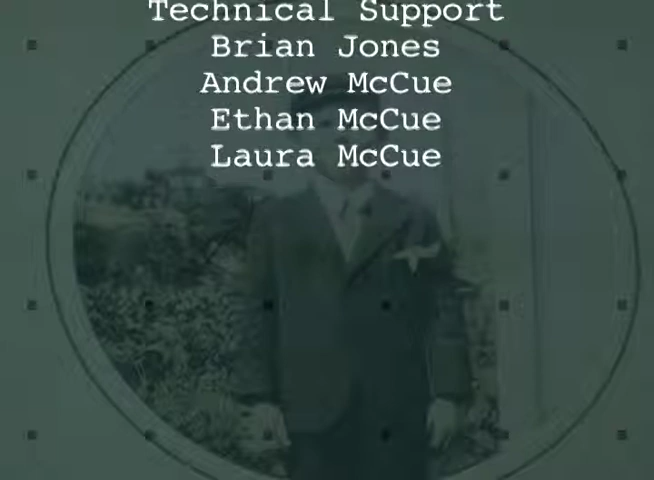 Technical Support
Brian Jones
Andrew McCue
Ethan McCue
Laura McCue